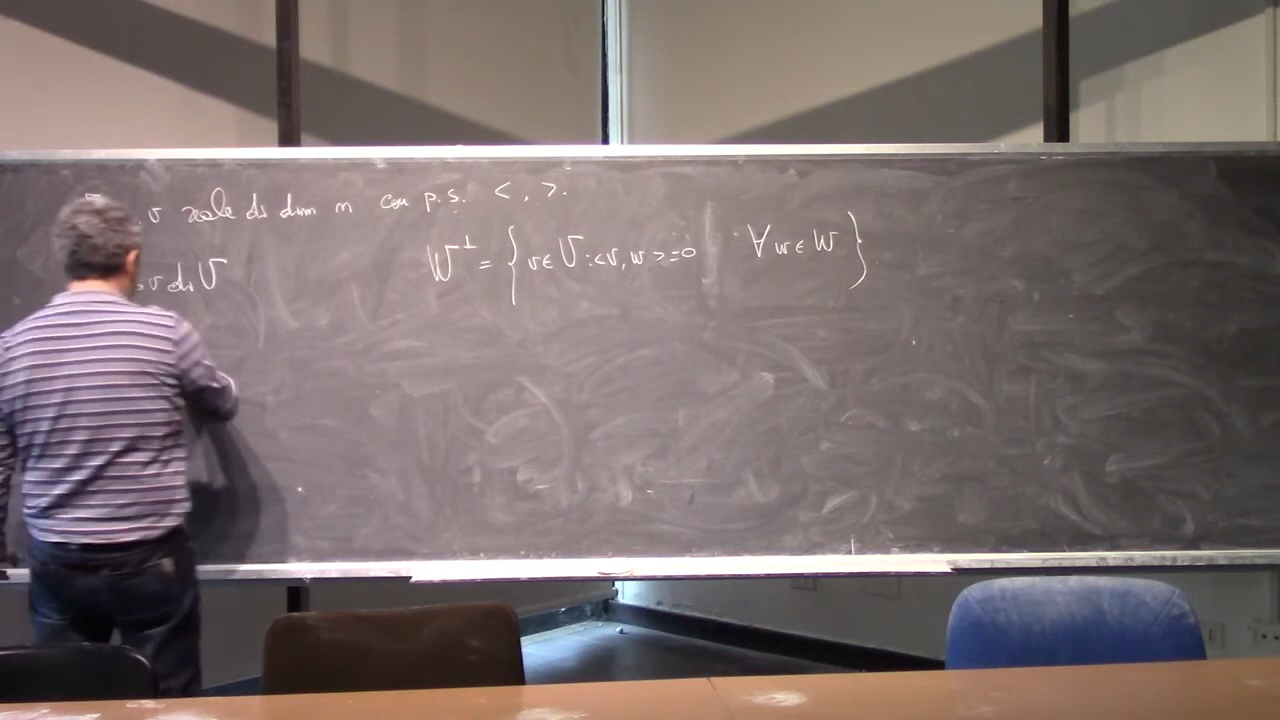 .v reale di dim n con p.s. < , >.
.v di V W⊥ = { v ∈ V : <v, w> = 0 ∀ w ∈ W }